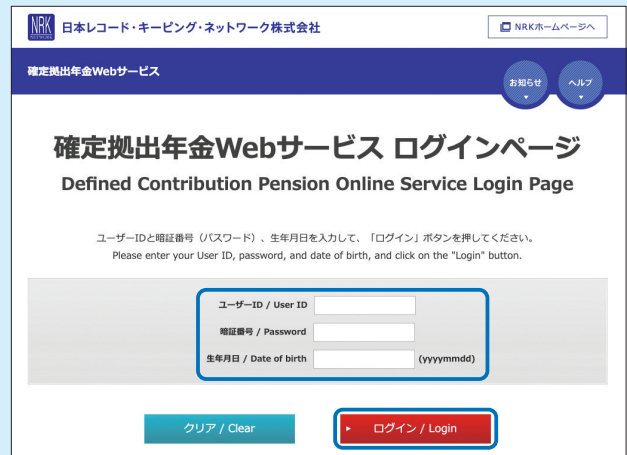 NRK
NETWORK
日本レコード・キーピング・ネットワーク株式会社
NRKホームページへ
確定拠出年金Webサービス
お知らせ
ヘルプ
確定拠出年金Webサービス ログインページ
Defined Contribution Pension Online Service Login Page
ユーザーIDと暗証番号（パスワード）、生年月日を入力して、「ログイン」ボタンを押してください。
Please enter your User ID, password, and date of birth, and click on the "Login" button.
ユーザーID / User ID
暗証番号 / Password
生年月日 / Date of birth (yyyymmdd)
クリア / Clear
ログイン / Login